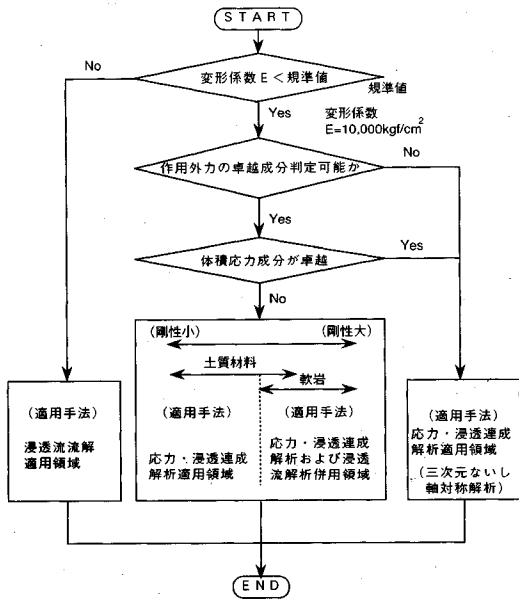 START
No
変形係数E<規準値
規準値
Yes
変形係数
E=10,000kgf/cm²
作用外力の卓越成分判定可能か
No
Yes
体積応力成分が卓越
Yes
No
(剛性小)
(剛性大)
土質材料
軟岩
(適用手法)
浸透流流解
適用領域
(適用手法)
応力・浸透連成
解析適用領域
(適用手法)
応力・浸透連成
解析および浸透
流解析併用領域
(適用手法)
応力・浸透連成
解析適用領域
(三次元ないし
軸対称解析)
END